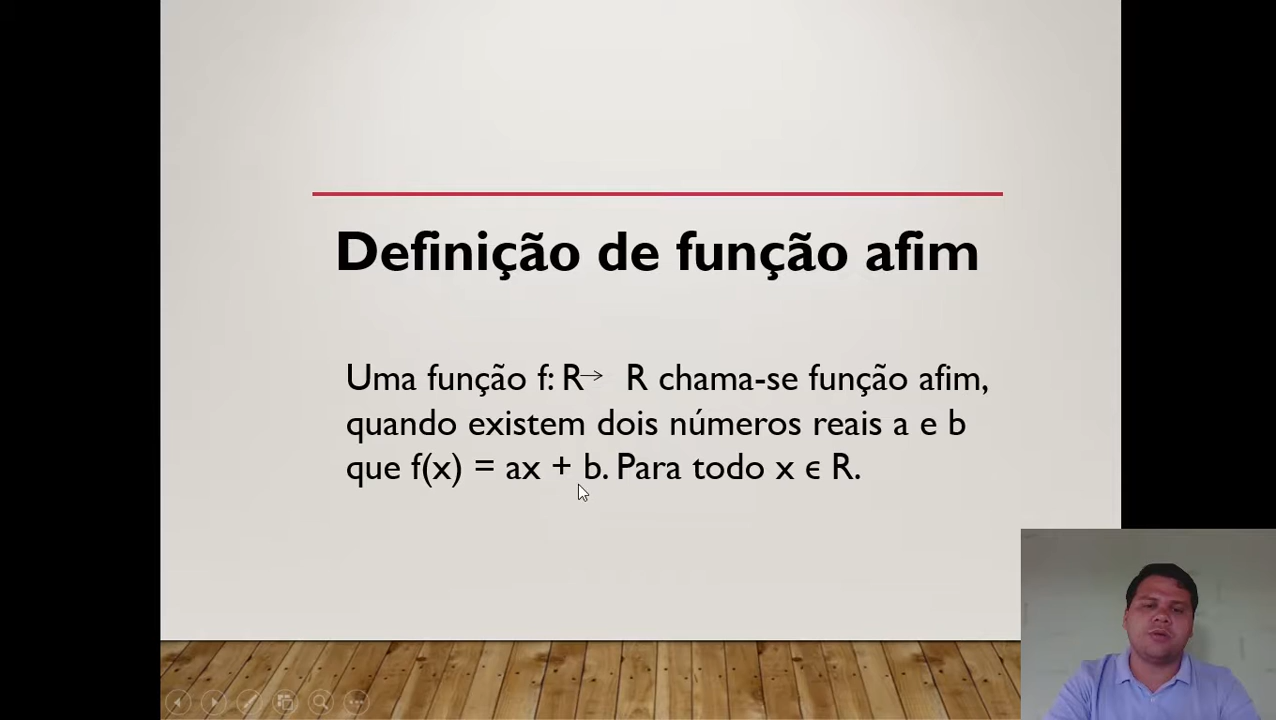 Definição de função afim
Uma função f: R→ R chama-se função afim,
quando existem dois números reais a e b
que f(x) = ax + b. Para todo x ϵ R.